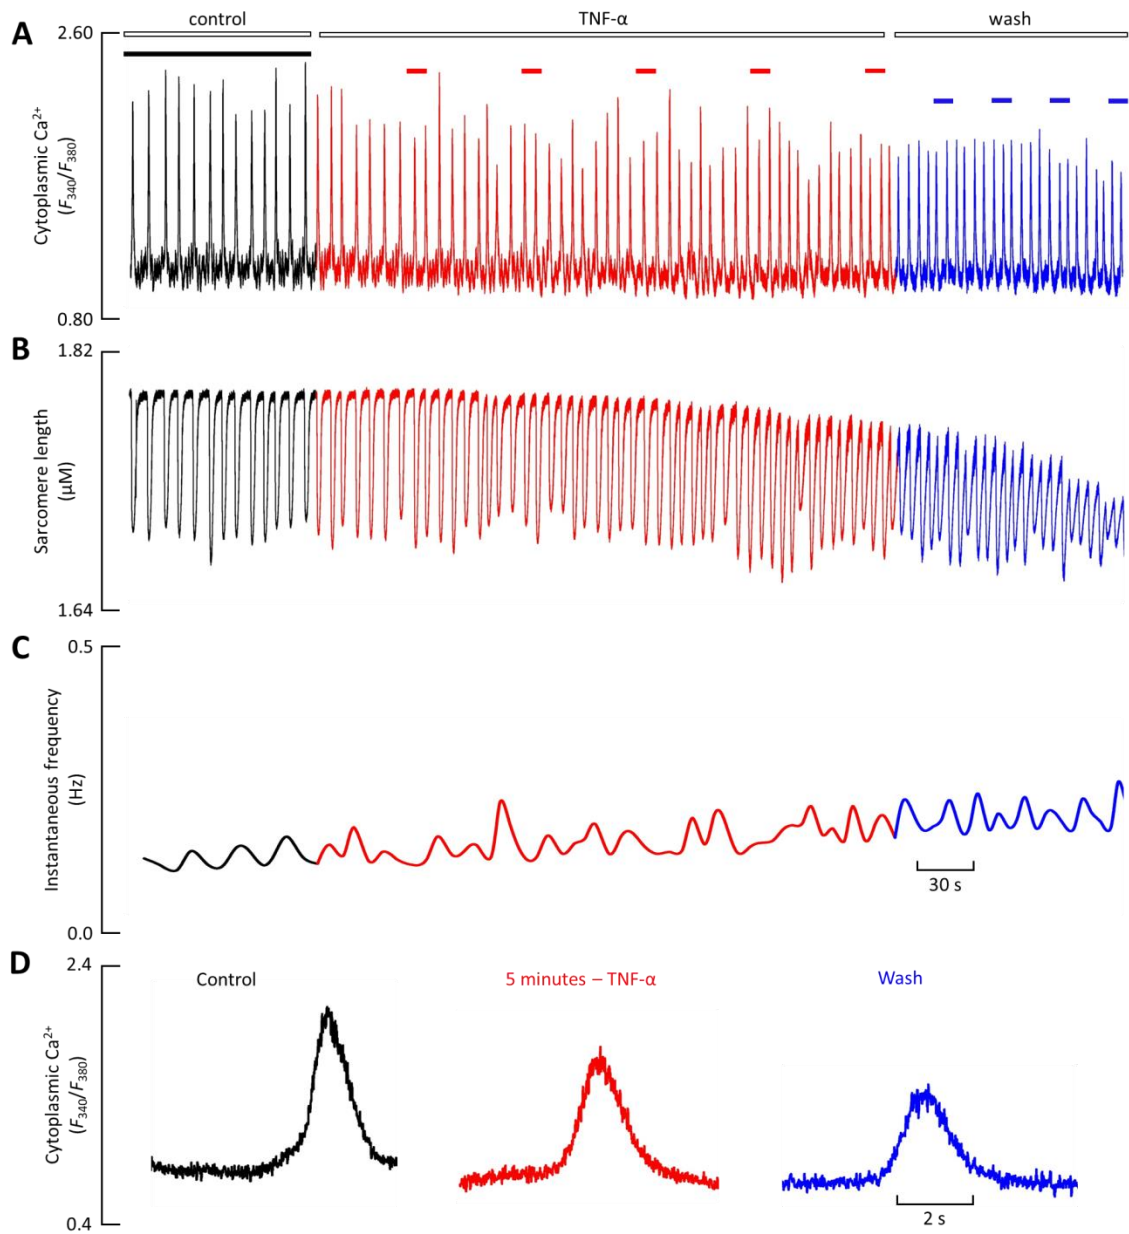 A
control
TNF-α
wash
2.60
Cytoplasmic Ca²⁺
(F₃₄₀/F₃₈₀)
0.80
B
1.82
Sarcomere length
(μM)
1.64
C
0.5
Instantaneous frequency
(Hz)
30 s
0.0
D
2.4
Control
5 minutes – TNF-α
Wash
Cytoplasmic Ca²⁺
(F₃₄₀/F₃₈₀)
2 s
0.4